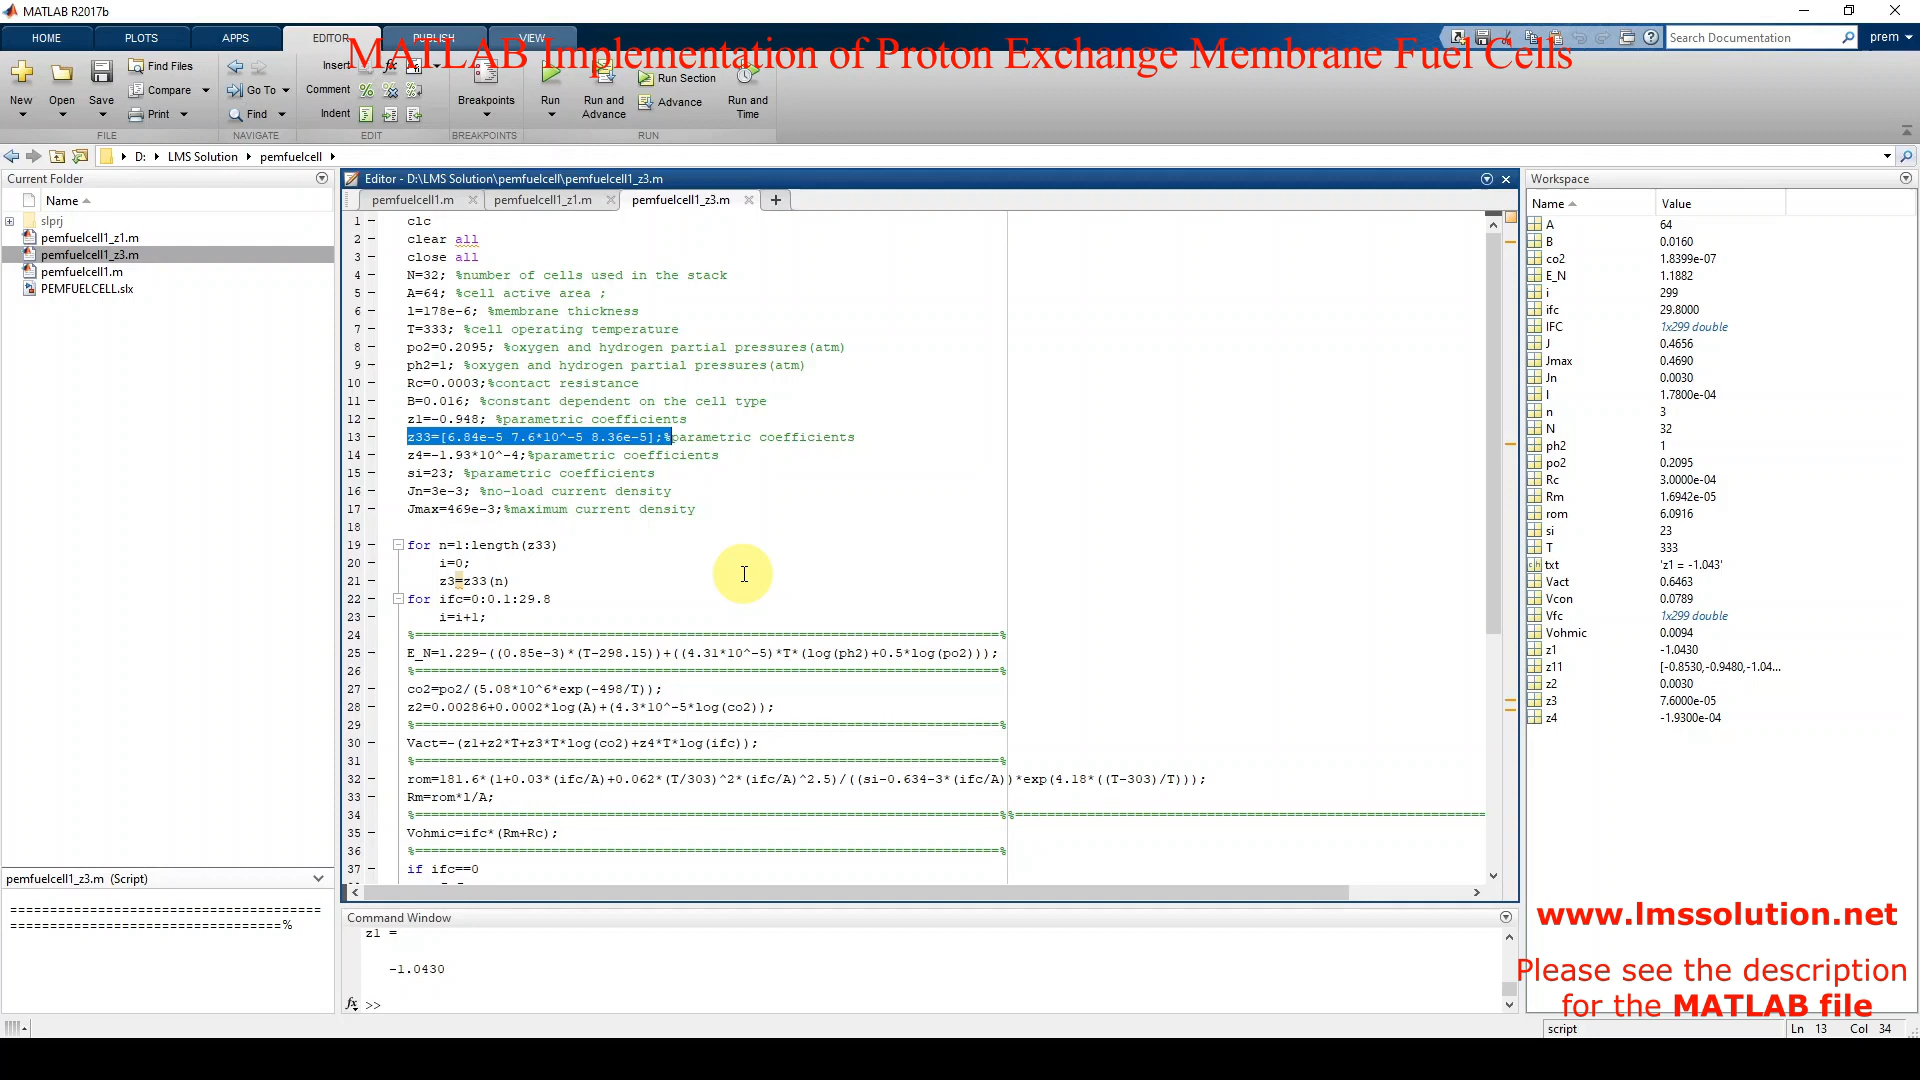 MATLAB R2017b
HOME PLOTS APPS EDITOR PUBLISH VIEW
MATLAB Implementation of Proton Exchange Membrane Fuel Cells
Search Documentation
prem
New Open Save Find Files Compare Print
Go To Find
Insert fx
Comment
Indent
Breakpoints
Run
Run and Advance
Run Section
Advance
Run and Time
FILE NAVIGATE EDIT BREAKPOINTS RUN
D: LMS Solution pemfuelcell
Current Folder
Name
slprj
pemfuelcell1_z1.m
pemfuelcell1_z3.m
pemfuelcell1.m
PEMFUELCELL.slx
pemfuelcell1_z3.m (Script)
=======================================
==================================%
Editor - D:\LMS Solution\pemfuelcell\pemfuelcell1_z3.m
pemfuelcell1.m pemfuelcell1_z1.m pemfuelcell1_z3.m
1 clc
2 clear all
3 close all
4 N=32; %number of cells used in the stack
5 A=64; %cell active area ;
6 l=178e-6; %membrane thickness
7 T=333; %cell operating temperature
8 po2=0.2095; %oxygen and hydrogen partial pressures(atm)
9 ph2=1; %oxygen and hydrogen partial pressures(atm)
10 Rc=0.0003;%contact resistance
11 B=0.016; %constant dependent on the cell type
12 z1=-0.948; %parametric coefficients
13 z33=[6.84e-5 7.6*10^-5 8.36e-5];%parametric coefficients
14 z4=-1.93*10^-4;%parametric coefficients
15 si=23; %parametric coefficients
16 Jn=3e-3; %no-load current density
17 Jmax=469e-3;%maximum current density
18
19 for n=1:length(z33)
20 i=0;
21 z3=z33(n)
22 for ifc=0:0.1:29.8
23 i=i+1;
24 %=========================================================================%
25 E_N=1.229-((0.85e-3)*(T-298.15))+((4.31*10^-5)*T*(log(ph2)+0.5*log(po2)));
26 %=========================================================================%
27 co2=po2/(5.08*10^6*exp(-498/T));
28 z2=0.00286+0.0002*log(A)+(4.3*10^-5*log(co2));
29 %=========================================================================%
30 Vact=-(z1+z2*T+z3*T*log(co2)+z4*T*log(ifc));
31 %=========================================================================%
32 rom=181.6*(1+0.03*(ifc/A)+0.062*(T/303)^2*(ifc/A)^2.5)/((si-0.634-3*(ifc/A))*exp(4.18*((T-303)/T)));
33 Rm=rom*l/A;
34 %=========================================================================%%===========================================================
35 Vohmic=ifc*(Rm+Rc);
36 %=========================================================================%
37 if ifc==0
Command Window
z1 =
-1.0430
fx >>
Workspace
Name Value
A 64
B 0.0160
co2 1.8399e-07
E_N 1.1882
i 299
ifc 29.8000
IFC 1x299 double
J 0.4656
Jmax 0.4690
Jn 0.0030
l 1.7800e-04
n 3
N 32
ph2 1
po2 0.2095
Rc 3.0000e-04
Rm 1.6942e-05
rom 6.0916
si 23
T 333
txt 'z1 = -1.043'
Vact 0.6463
Vcon 0.0789
Vfc 1x299 double
Vohmic 0.0094
z1 -1.0430
z11 [-0.8530,-0.9480,-1.04...
z2 0.0030
z3 7.6000e-05
z4 -1.9300e-04
www.lmssolution.net
Please see the description
for the MATLAB file
script Ln 13 Col 34